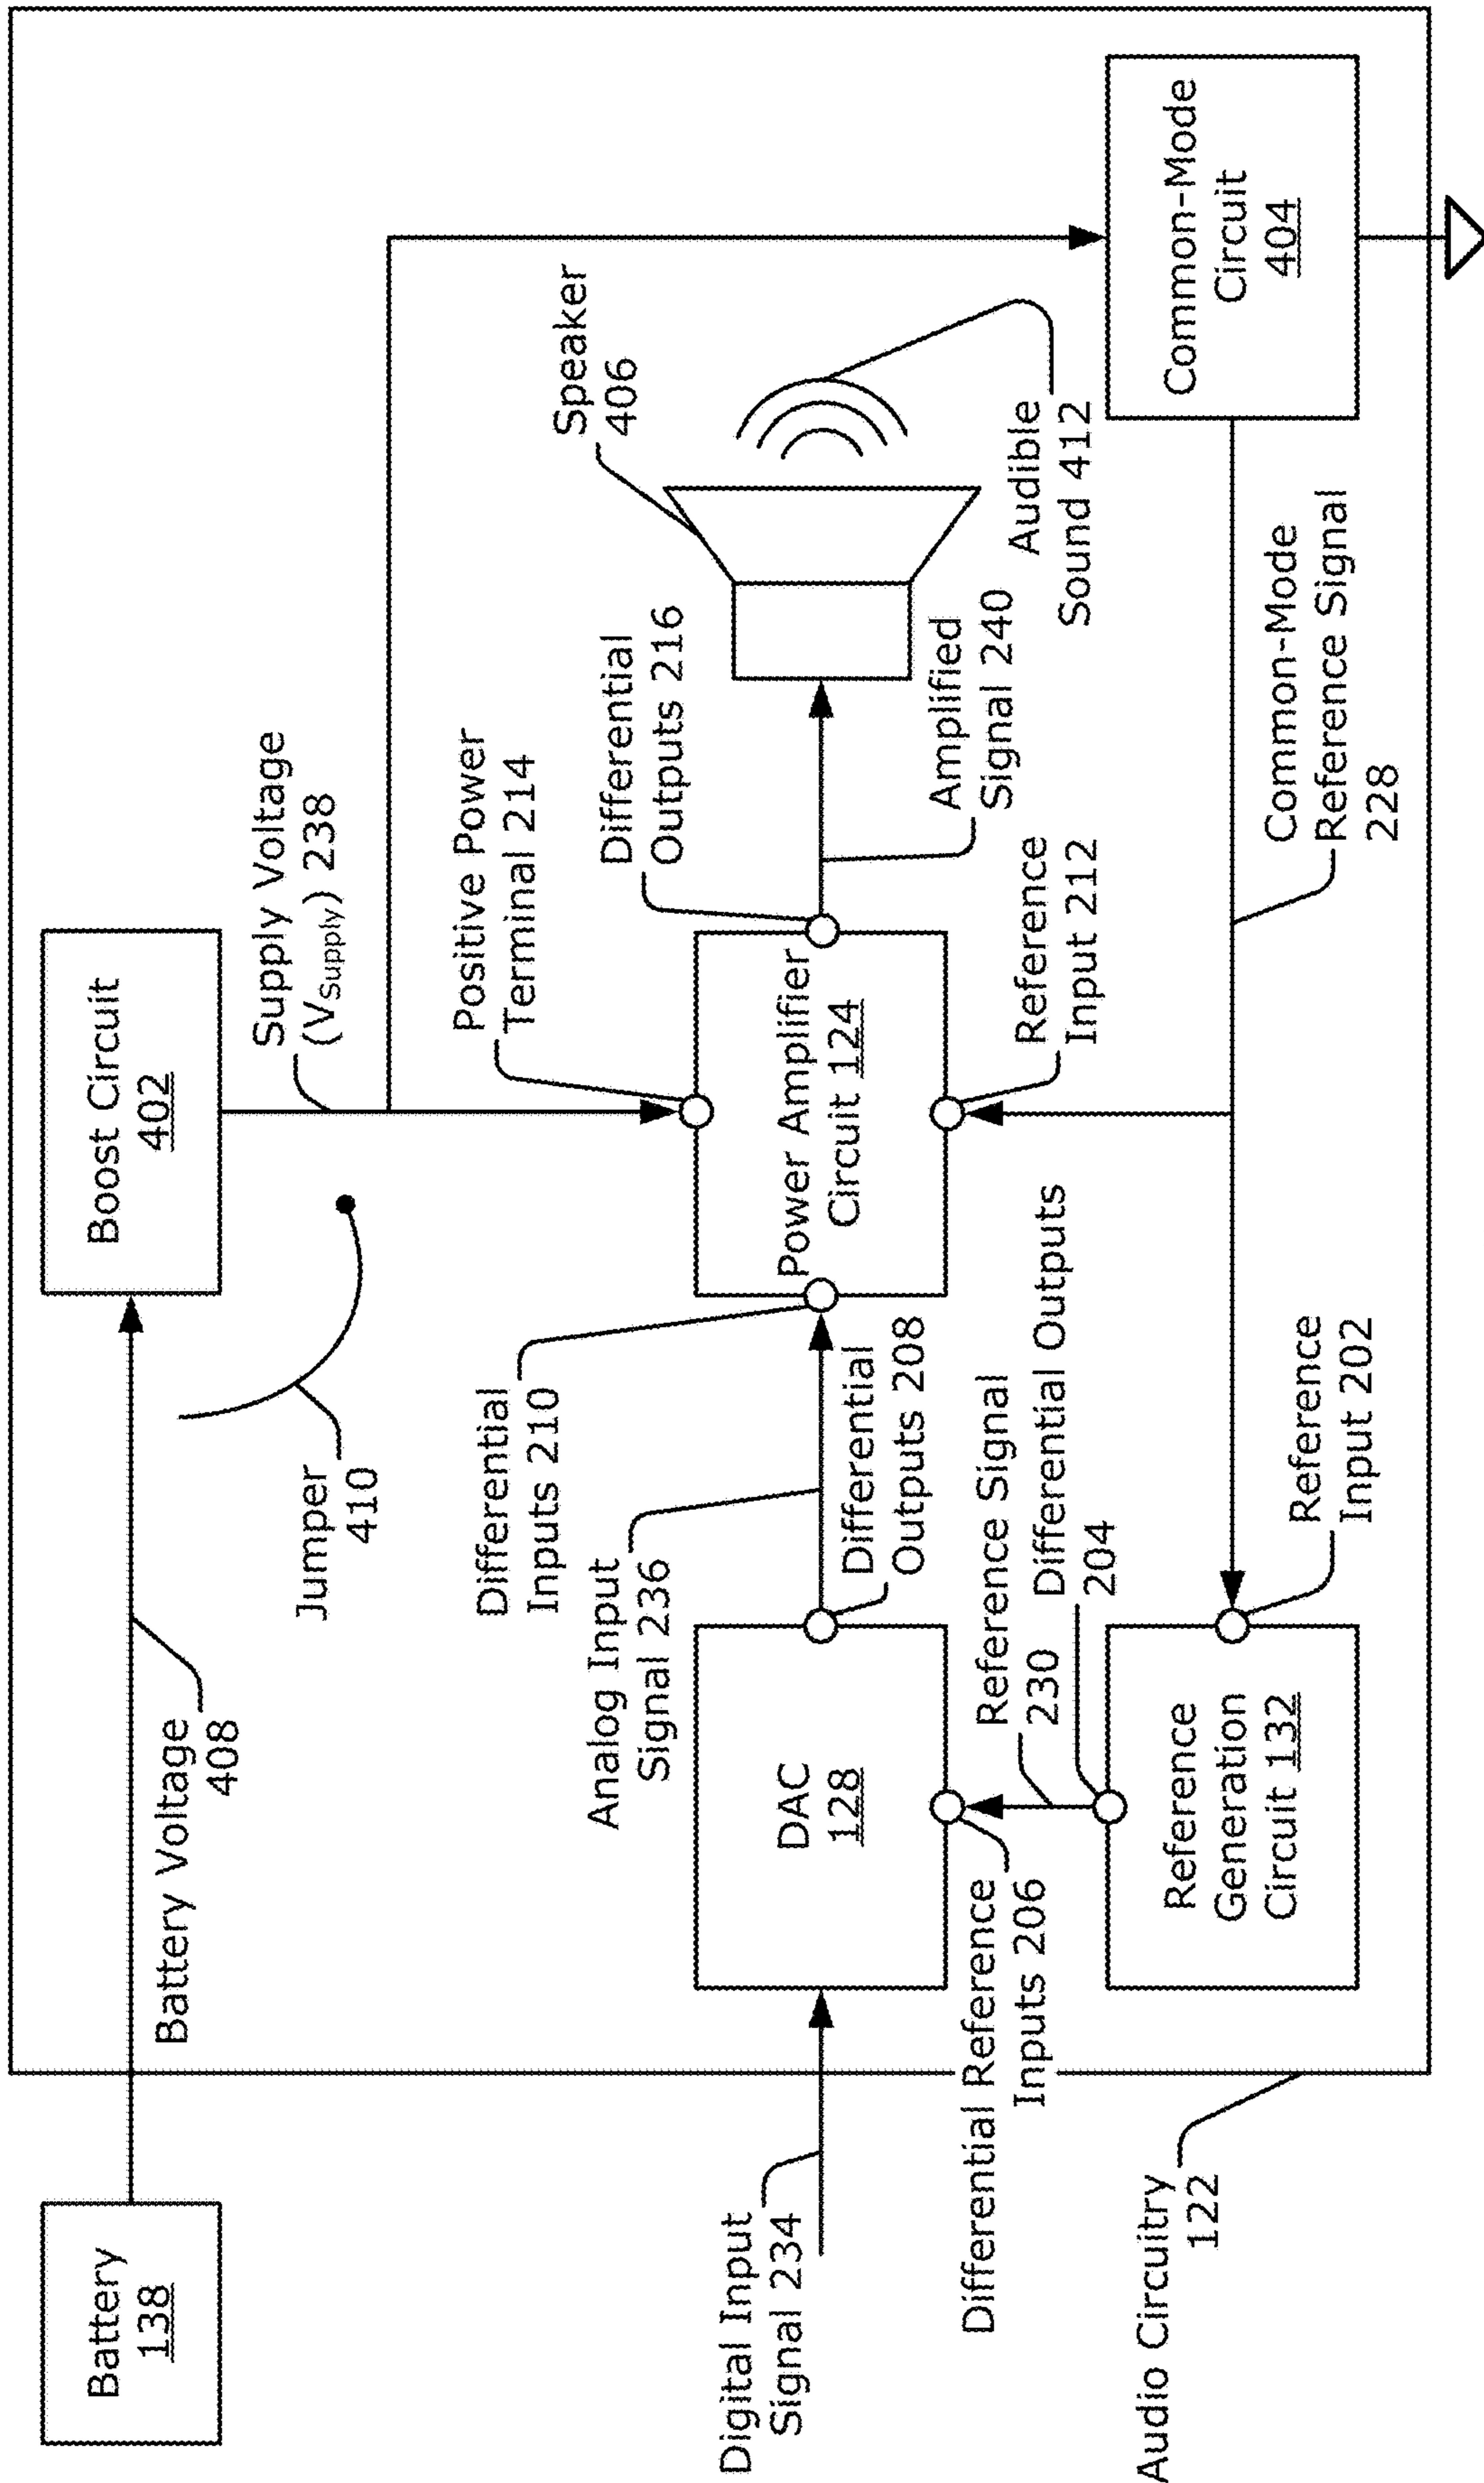 Battery
138
Battery Voltage
408
Boost Circuit
402
Jumper
410
Supply Voltage
(Vsupply) 238
Positive Power
Terminal 214
Differential
Inputs 210
Differential
Outputs 216
Speaker
406
Digital Input
Signal 234
Analog Input
Signal 236
DAC
128
Differential
Outputs 208
Power Amplifier
Circuit 124
Amplified
Signal 240
Audible
Sound 412
Differential Reference
Inputs 206
Reference Signal
230
Differential Outputs
204
Reference
Input 212
Audio Circuitry
122
Reference
Generation
Circuit 132
Reference
Input 202
Common-Mode
Reference Signal
228
Common-Mode
Circuit
404